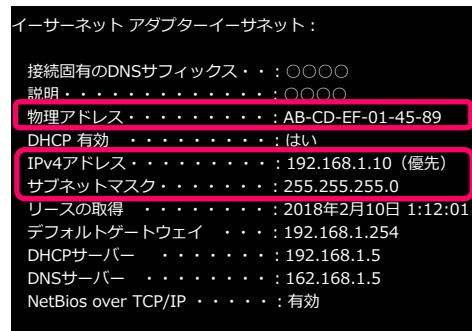 イーサーネット アダプターイーサネット：
接続固有のDNSサフィックス・・：○○○○
説明・・・・・・・・・・・・・：○○○○
物理アドレス・・・・・・・・・：AB-CD-EF-01-45-89
DHCP 有効　・・・・・・・・・：はい
IPv4アドレス・・・・・・・・・：192.168.1.10（優先）
サブネットマスク・・・・・・・：255.255.255.0
リースの取得　・・・・・・・・：2018年2月10日 1:12:01
デフォルトゲートウェイ　・・・：192.168.1.254
DHCPサーバー　・・・・・・・：192.168.1.5
DNSサーバー　・・・・・・・・：162.168.1.5
NetBios over TCP/IP ・・・・・：有効